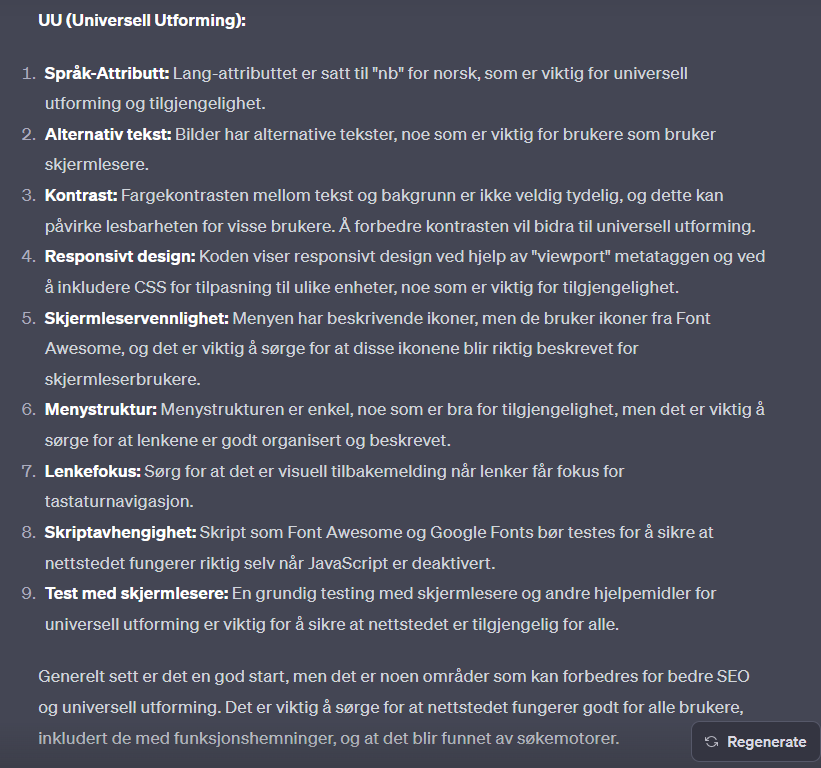 UU (Universell Utforming):
1. Språk-Attributt: Lang-attributtet er satt til "nb" for norsk, som er viktig for universell
utforming og tilgjengelighet.
2. Alternativ tekst: Bilder har alternative tekster, noe som er viktig for brukere som bruker
skjermlesere.
3. Kontrast: Fargekontrasten mellom tekst og bakgrunn er ikke veldig tydelig, og dette kan
påvirke lesbarheten for visse brukere. Å forbedre kontrasten vil bidra til universell utforming.
4. Responsivt design: Koden viser responsivt design ved hjelp av "viewport" metataggen og ved
å inkludere CSS for tilpasning til ulike enheter, noe som er viktig for tilgjengelighet.
5. Skjermleservennlighet: Menyen har beskrivende ikoner, men de bruker ikoner fra Font
Awesome, og det er viktig å sørge for at disse ikonene blir riktig beskrevet for
skjermleserbrukere.
6. Menystruktur: Menystrukturen er enkel, noe som er bra for tilgjengelighet, men det er viktig å
sørge for at lenkene er godt organisert og beskrevet.
7. Lenkefokus: Sørg for at det er visuell tilbakemelding når lenker får fokus for
tastaturnavigasjon.
8. Skriptavhengighet: Skript som Font Awesome og Google Fonts bør testes for å sikre at
nettstedet fungerer riktig selv når JavaScript er deaktivert.
9. Test med skjermlesere: En grundig testing med skjermlesere og andre hjelpemidler for
universell utforming er viktig for å sikre at nettstedet er tilgjengelig for alle.
Generelt sett er det en god start, men det er noen områder som kan forbedres for bedre SEO
og universell utforming. Det er viktig å sørge for at nettstedet fungerer godt for alle brukere,
inkludert de med funksjonshemninger, og at det blir funnet av søkemotorer.
Regenerate